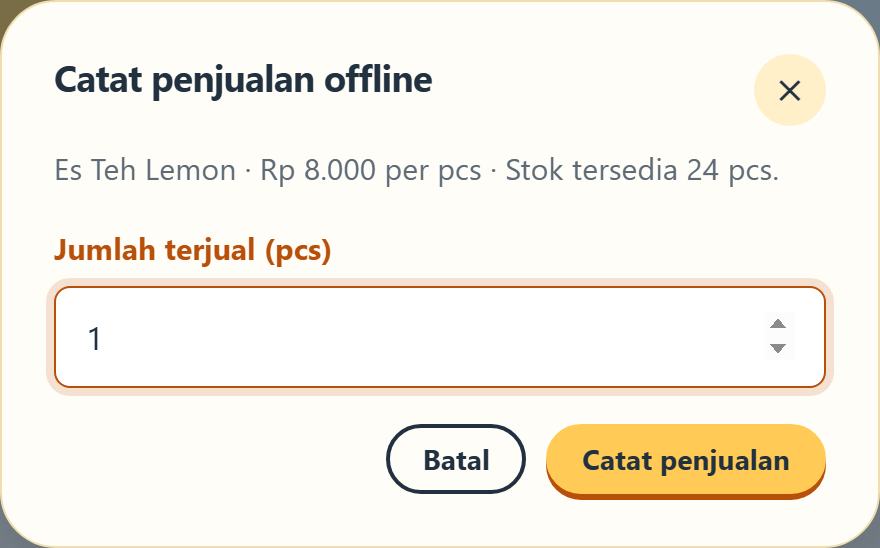 Catat penjualan offline
Es Teh Lemon · Rp 8.000 per pcs · Stok tersedia 24 pcs.
Jumlah terjual (pcs)
1
Batal
Catat penjualan